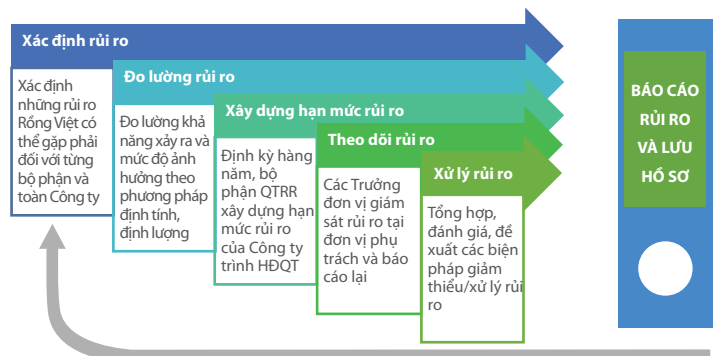 Xác định rủi ro
Xác định
những rủi ro
Rồng Việt có
thể gặp phải
đối với từng
bộ phận và
toàn Công ty
Đo lường rủi ro
Đo lường khả
năng xảy ra và
mức độ ảnh
hưởng theo
phương pháp
định tính,
định lượng
Xây dựng hạn mức rủi ro
Định kỳ hàng
năm, bộ
phận QTRR
xây dựng hạn
mức rủi ro
của Công ty
trình HĐQT
Theo dõi rủi ro
Các Trưởng
đơn vị giám
sát rủi ro tại
đơn vị phụ
trách và báo
cáo lại
Xử lý rủi ro
Tổng hợp,
đánh giá, đề
xuất các biện
pháp giảm
thiểu/xử lý rủi
ro
BÁO CÁO
RỦI RO
VÀ LƯU
HỒ SƠ